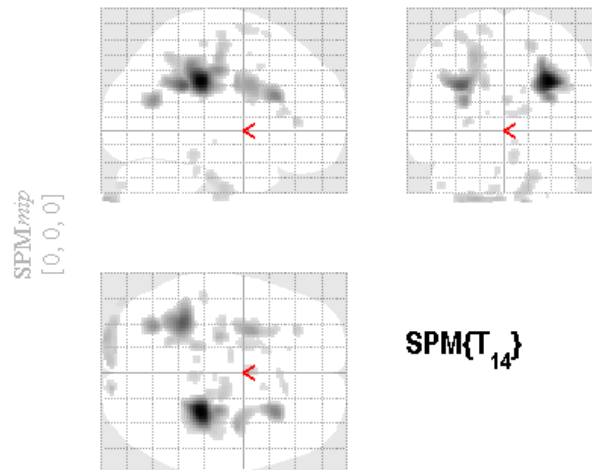 SPMmip
[0, 0, 0]
<
<
<
SPM{T14}